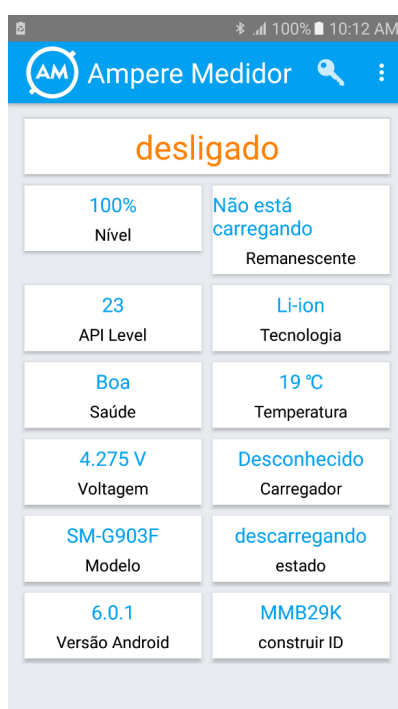 100% 10:12 AM
AM Ampere Medidor
desligado
100%
Nível
Não está
carregando
Remanescente
23
API Level
Li-ion
Tecnologia
Boa
Saúde
19 ℃
Temperatura
4.275 V
Voltagem
Desconhecido
Carregador
SM-G903F
Modelo
descarregando
estado
6.0.1
Versão Android
MMB29K
construir ID